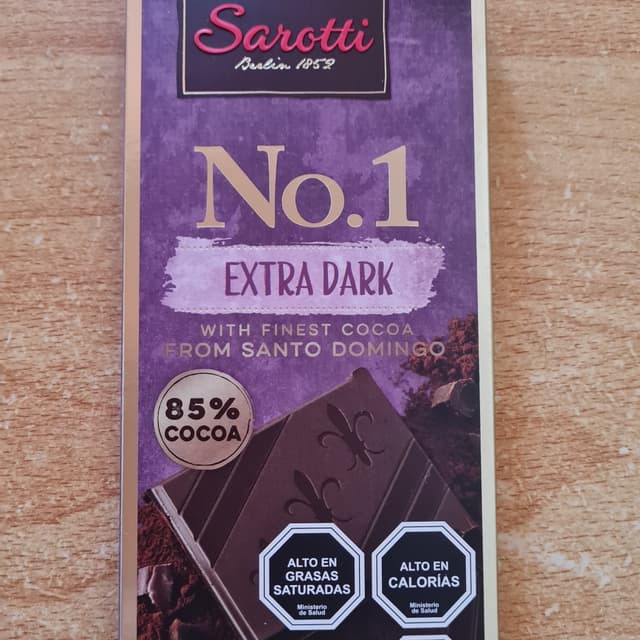 Sarotti
Berlin 1852
No.1
EXTRA DARK
WITH FINEST COCOA
FROM SANTO DOMINGO
85%
COCOA
ALTO EN
GRASAS
SATURADAS
Ministerio
de Salud
ALTO EN
CALORÍAS
Ministerio
de Salud